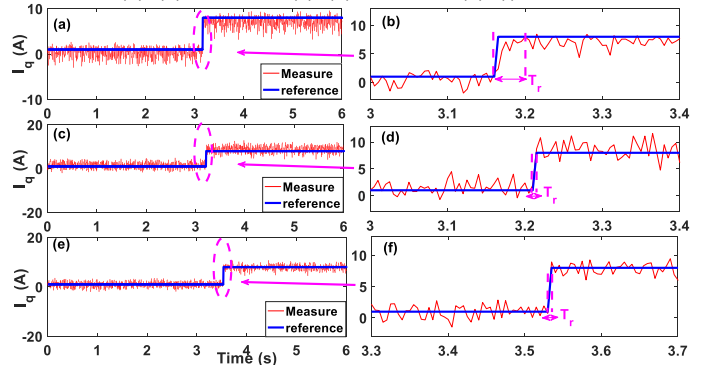 (a)
10
0
-10
I_q (A)
Measure
reference
0 1 2 3 4 5 6
(b)
10
5
0
T_r
3 3.1 3.2 3.3 3.4
(c)
20
0
-20
I_q (A)
Measure
reference
0 1 2 3 4 5 6
(d)
10
5
0
T_r
3 3.1 3.2 3.3 3.4
(e)
20
0
-20
I_q (A)
Measure
reference
0 1 2 3 4 5 6
Time (s)
(f)
10
5
0
T_r
3.3 3.4 3.5 3.6 3.7